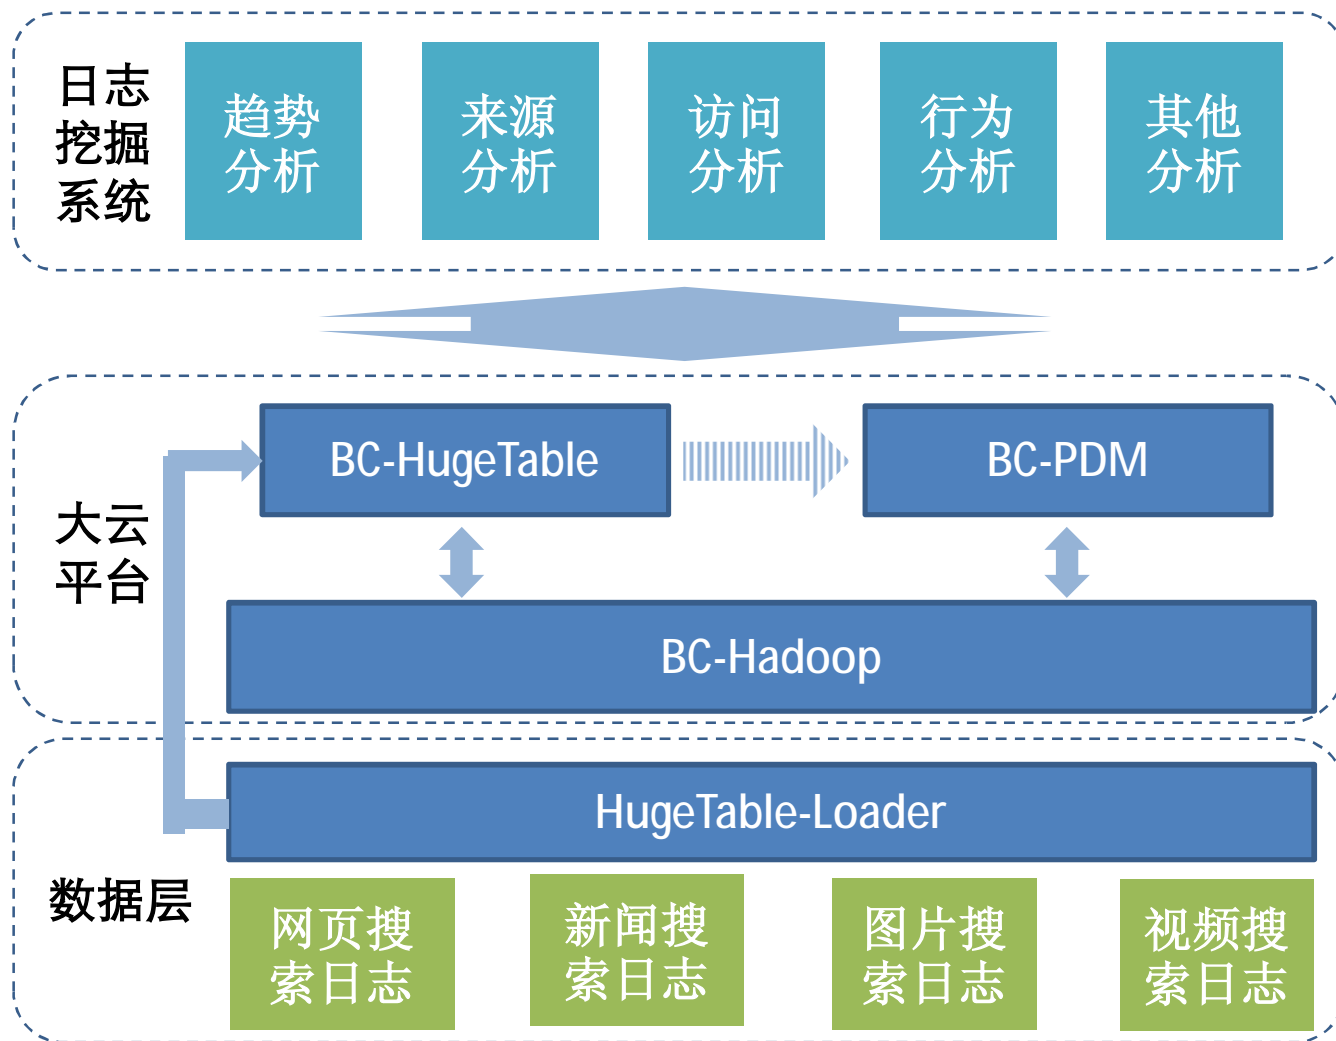 日志
挖掘
系统
趋势
分析
来源
分析
访问
分析
行为
分析
其他
分析
大云
平台
BC-HugeTable
BC-PDM
BC-Hadoop
数据层
HugeTable-Loader
网页搜
索日志
新闻搜
索日志
图片搜
索日志
视频搜
索日志